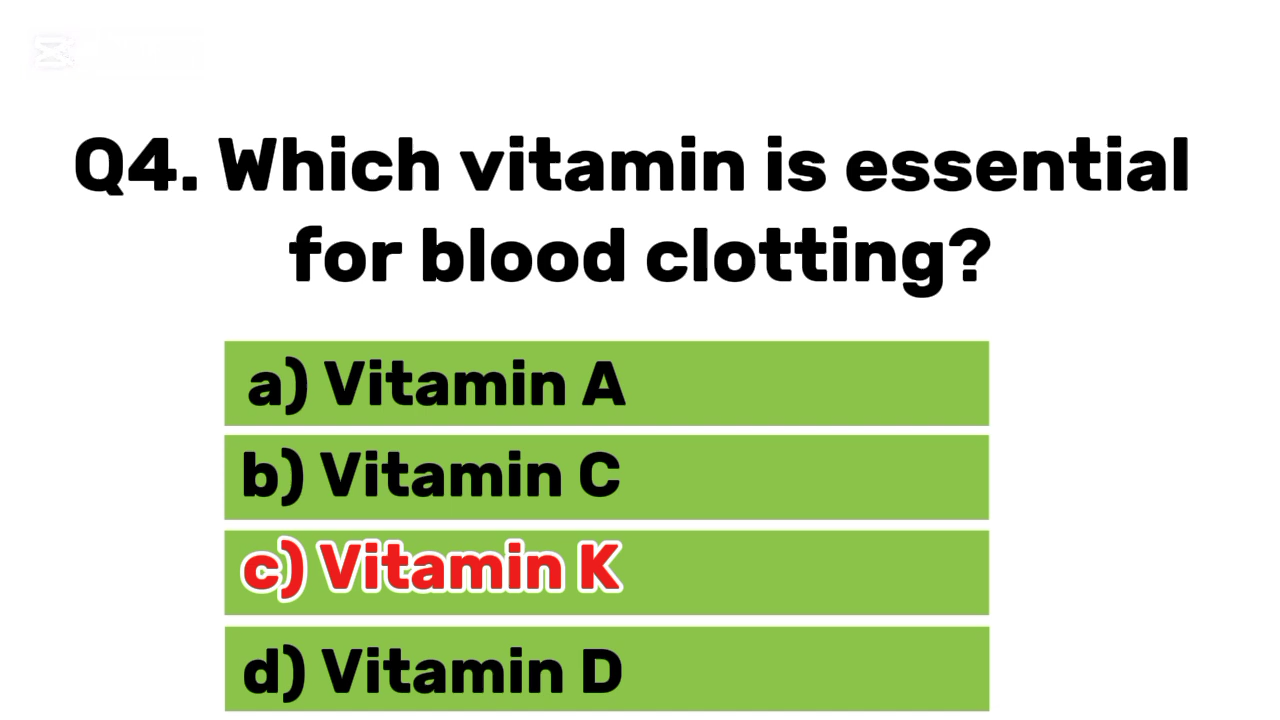 Q4. Which vitamin is essential
for blood clotting?
a) Vitamin A
b) Vitamin C
c) Vitamin K
d) Vitamin D